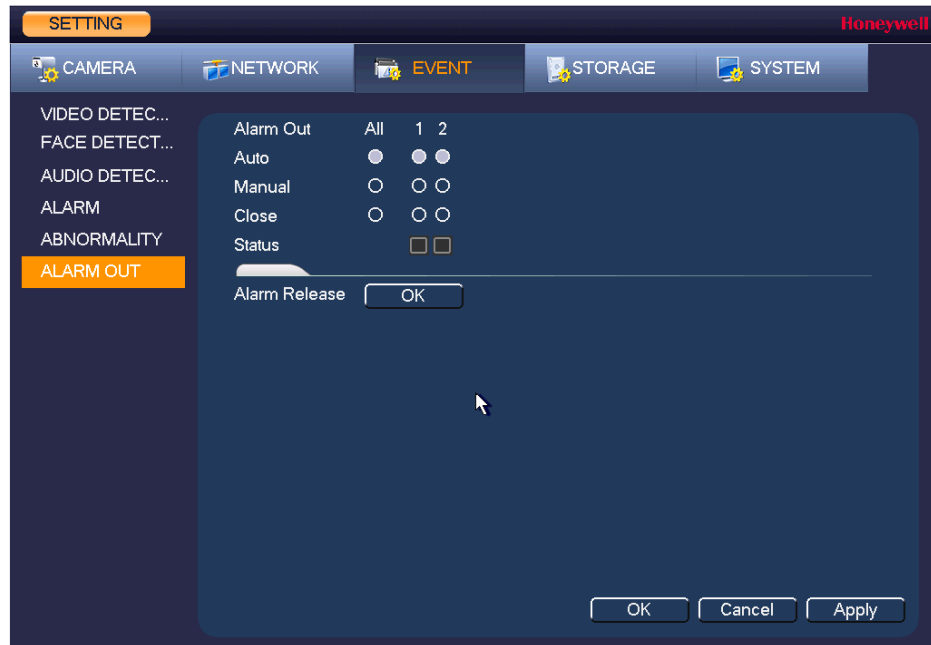 SETTING
Honeywell
CAMERA NETWORK EVENT STORAGE SYSTEM
VIDEO DETEC...
FACE DETECT...
AUDIO DETEC...
ALARM
ABNORMALITY
ALARM OUT
Alarm Out All 1 2
Auto
Manual
Close
Status
Alarm Release OK
OK Cancel Apply